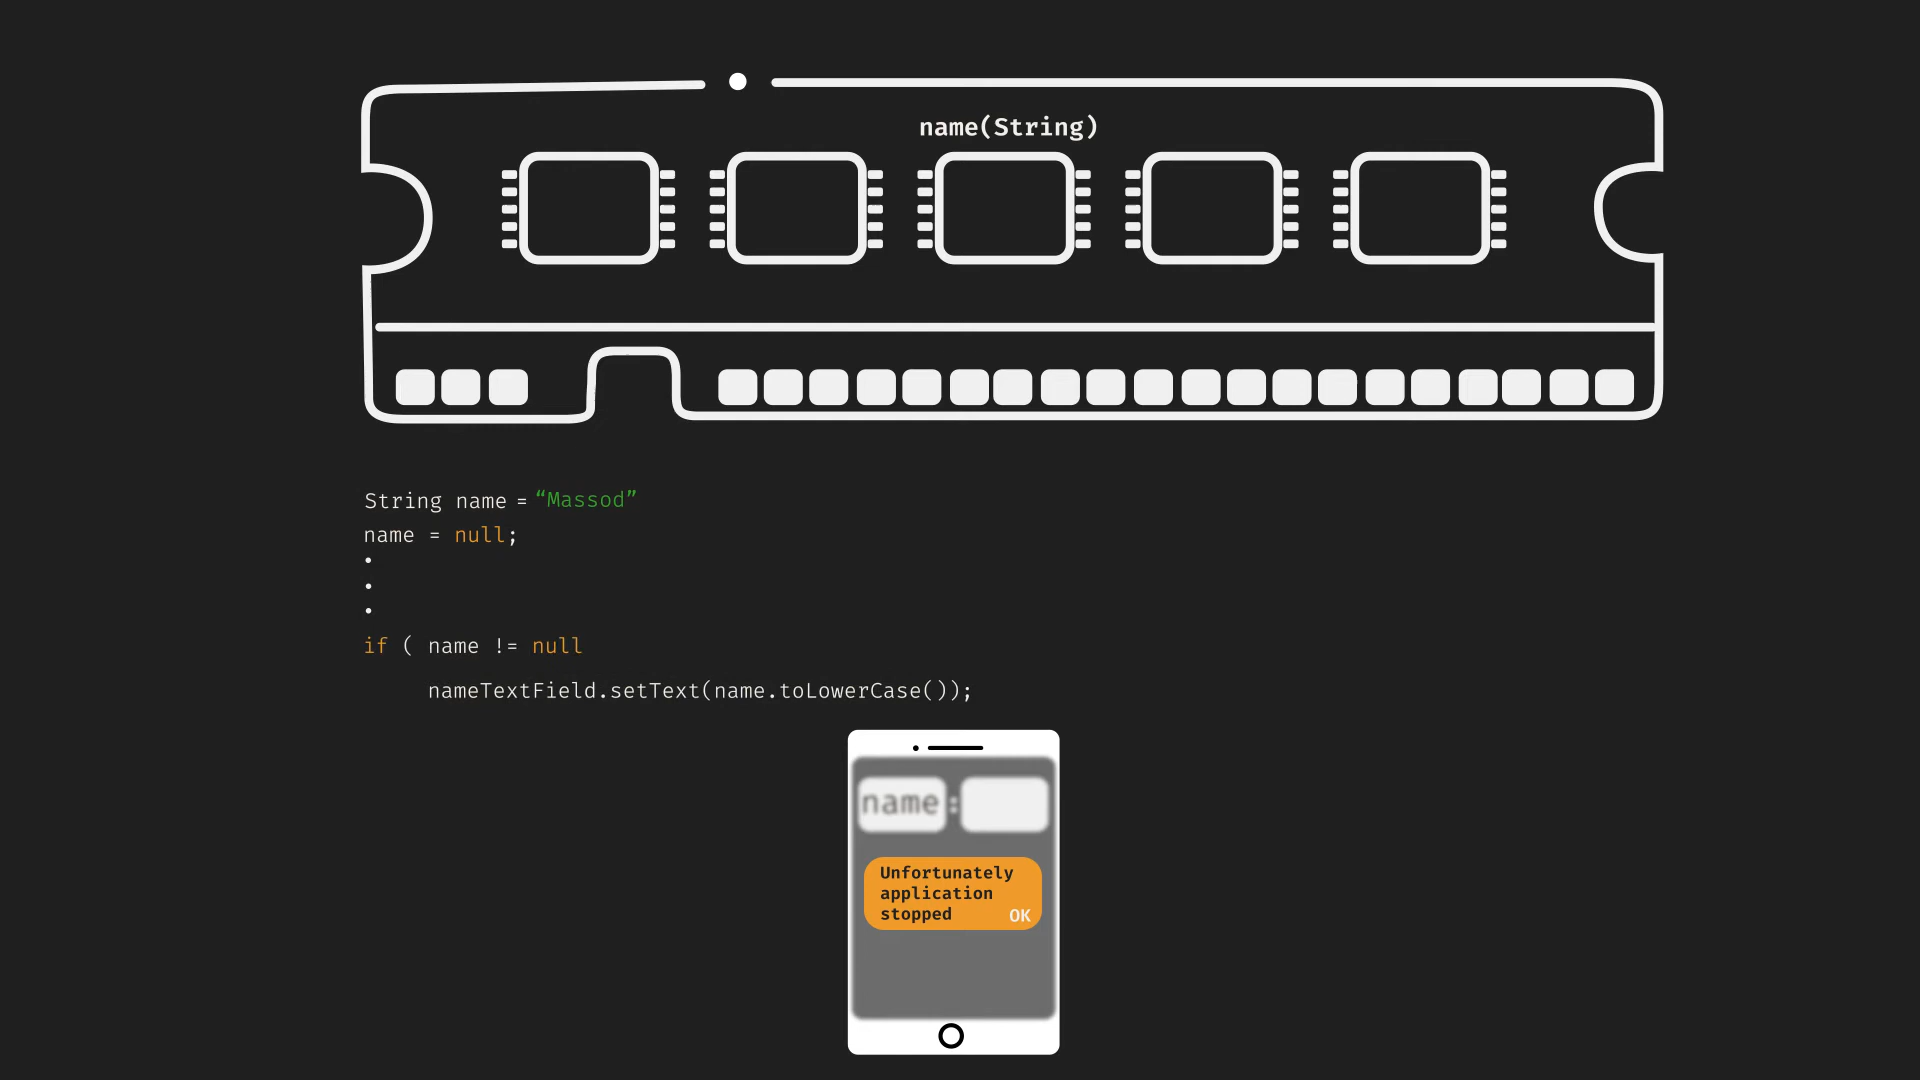 name(String)
String name = “Massod”
name = null;
if ( name != null
nameTextField.setText(name.toLowerCase());
name:
Unfortunately
application
stopped
OK